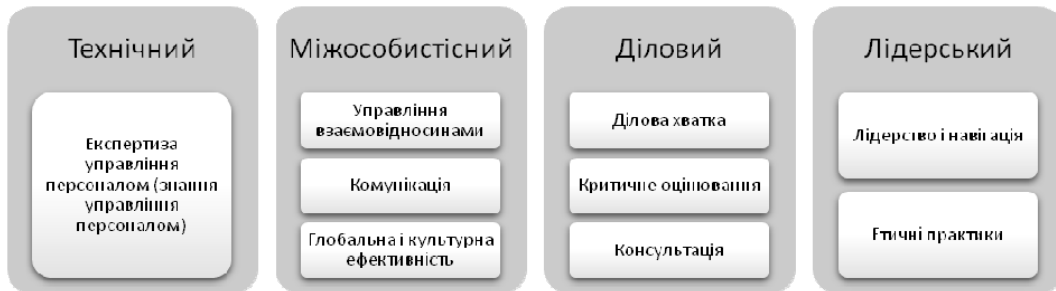 Технічний
Експертиза
управління
персоналом (знання
управління
персоналом)
Міжособистісний
Управління
взаємовідносинами
Комунікація
Глобальна і культурна
ефективність
Діловий
Ділова хватка
Критичне оцінювання
Консультація
Лідерський
Лідерство і навігація
Етичні практики